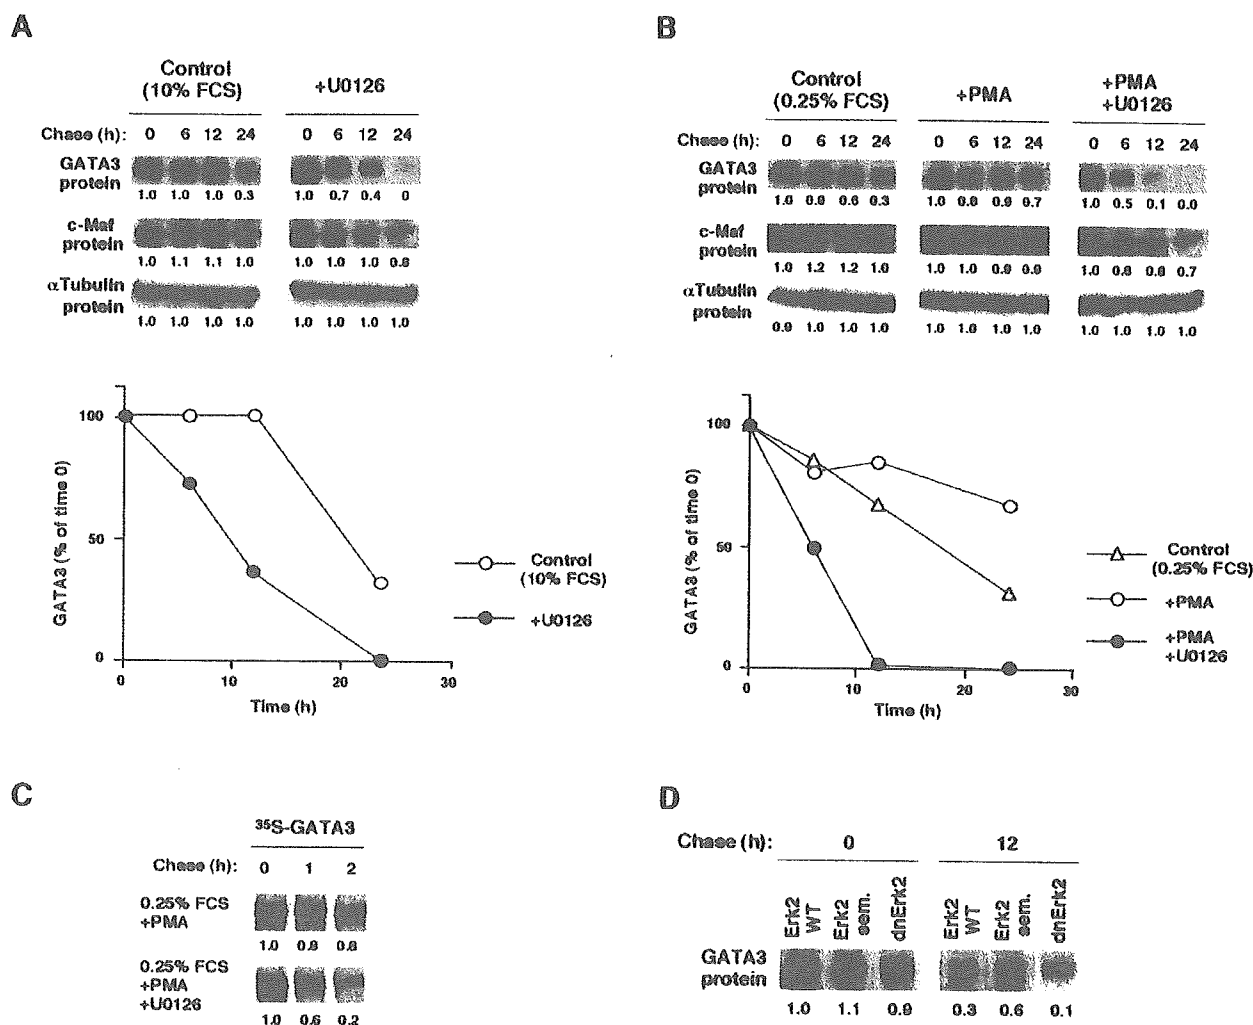 A
Control
(10% FCS)
+U0126
Chase (h): 0 6 12 24 0 6 12 24
GATA3
protein
1.0 1.0 1.0 0.3 1.0 0.7 0.4 0
c-Maf
protein
1.0 1.1 1.1 1.0 1.0 1.0 1.0 0.8
αTubulin
protein
1.0 1.0 1.0 1.0 1.0 1.0 1.0 1.0
GATA3 (% of time 0)
100
50
0
0 10 20 30
Time (h)
Control
(10% FCS)
+U0126
B
Control
(0.25% FCS)
+PMA
+PMA
+U0126
Chase (h): 0 6 12 24 0 6 12 24 0 6 12 24
GATA3
protein
1.0 0.9 0.6 0.3 1.0 0.8 0.9 0.7 1.0 0.5 0.1 0.0
c-Maf
protein
1.0 1.2 1.2 1.0 1.0 1.0 0.9 0.9 1.0 0.8 0.8 0.7
αTubulin
protein
0.9 1.0 1.0 1.0 1.0 1.0 1.0 1.0 1.0 1.0 1.0 1.0
GATA3 (% of time 0)
100
50
0
0 10 20 30
Time (h)
Control
(0.25% FCS)
+PMA
+PMA
+U0126
C
35S-GATA3
Chase (h): 0 1 2
0.25% FCS
+PMA
1.0 0.8 0.8
0.25% FCS
+PMA
+U0126
1.0 0.6 0.2
D
Chase (h): 0 12
Erk2 WT
Erk2 sem.
dnErk2
Erk2 WT
Erk2 sem.
dnErk2
GATA3
protein
1.0 1.1 0.9 0.3 0.6 0.1